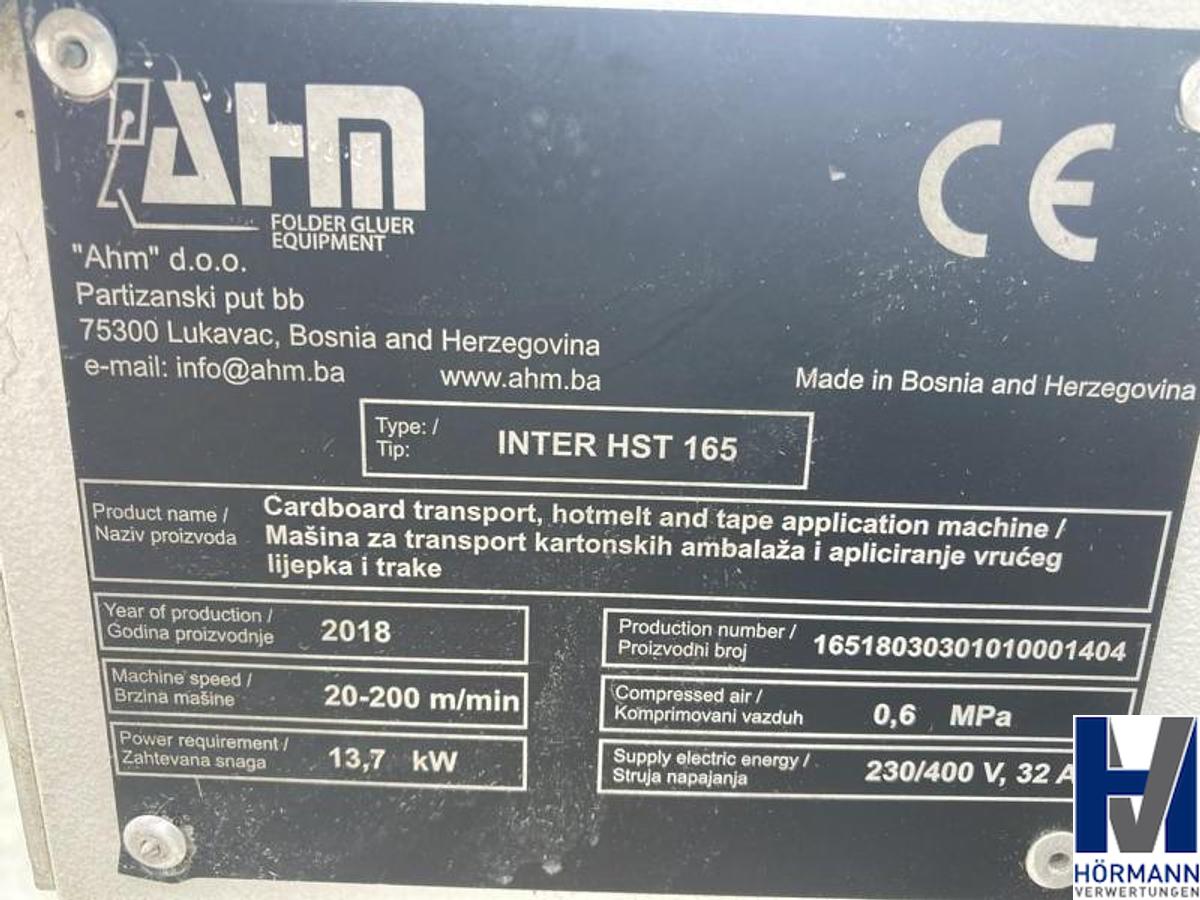 AHM
FOLDER GLUER
EQUIPMENT
CE
"Ahm" d.o.o.
Partizanski put bb
75300 Lukavac, Bosnia and Herzegovina
e-mail: info@ahm.ba www.ahm.ba
Made in Bosnia and Herzegovina
Type: /
Tip:
INTER HST 165
Product name /
Naziv proizvoda
Cardboard transport, hotmelt and tape application machine /
Mašina za transport kartonskih ambalaža i apliciranje vrućeg
lijepka i trake
Year of production /
Godina proizvodnje
2018
Production number /
Proizvodni broj
16518030301010001404
Machine speed /
Brzina mašine
20-200 m/min
Compressed air /
Komprimovani vazduh
0,6 MPa
Power requirement /
Zahtevana snaga
13,7 kW
Supply electric energy /
Struja napajanja
230/400 V, 32 A
HÖRMANN
VERWERTUNGEN